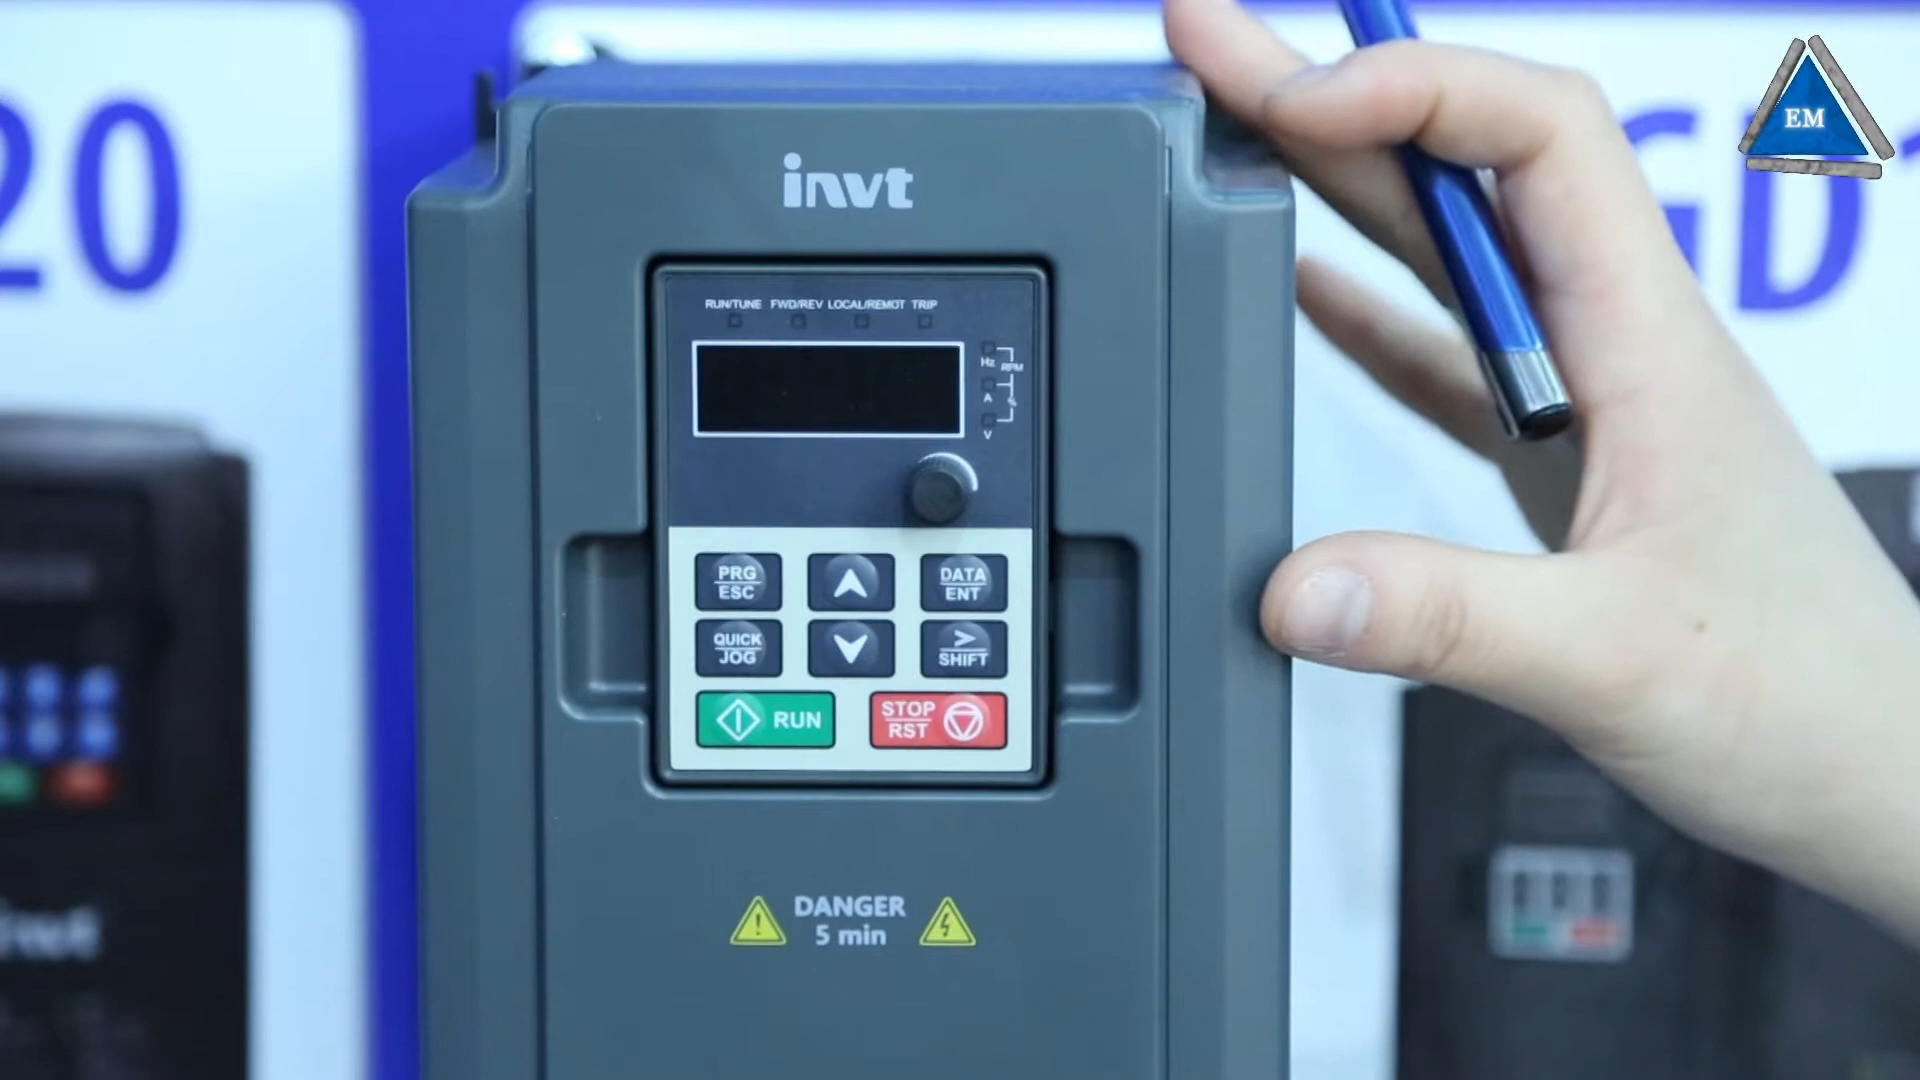 20
GD1
EM
invt
RUN/TUNE FWD/REV LOCAL/REMOT TRIP
Hz
RPM
A
%
V
PRG
ESC
DATA
ENT
QUICK
JOG
>
SHIFT
RUN
STOP
RST
DANGER
5 min
invt